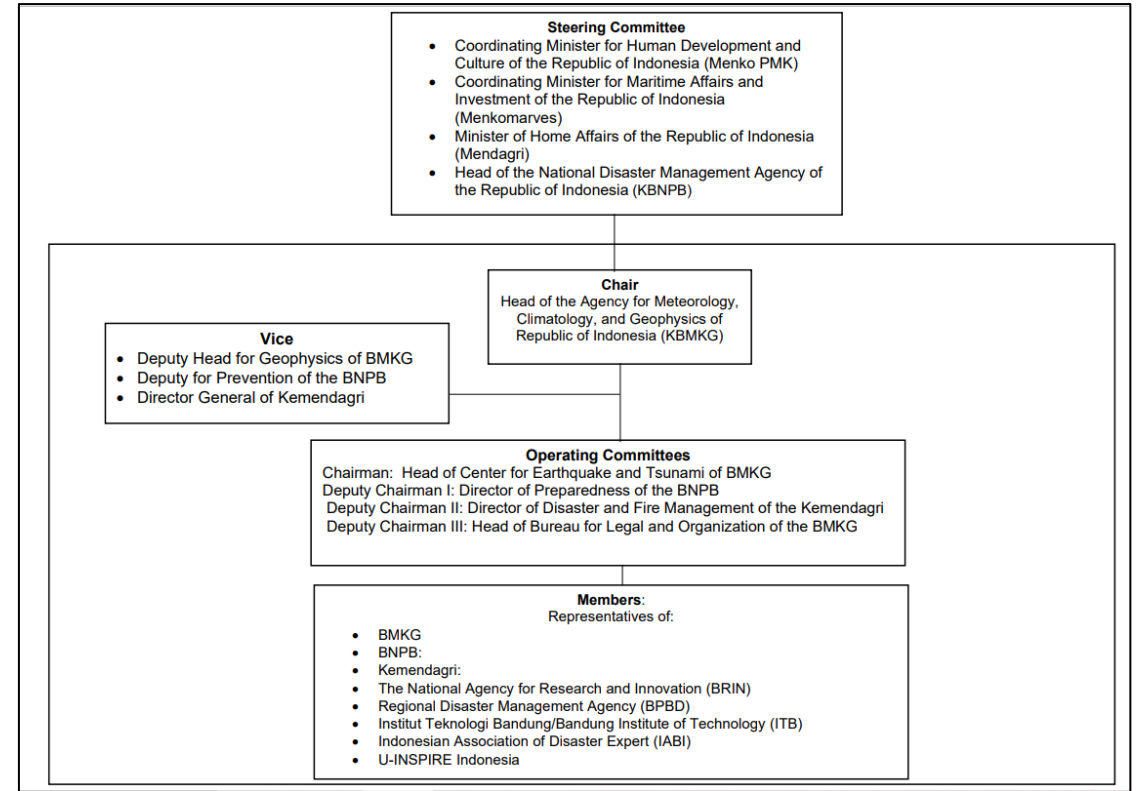 Steering Committee
• Coordinating Minister for Human Development and
Culture of the Republic of Indonesia (Menko PMK)
• Coordinating Minister for Maritime Affairs and
Investment of the Republic of Indonesia
(Menkomarves)
• Minister of Home Affairs of the Republic of Indonesia
(Mendagri)
• Head of the National Disaster Management Agency of
the Republic of Indonesia (KBNPB)
Chair
Head of the Agency for Meteorology,
Climatology, and Geophysics of
Republic of Indonesia (KBMKG)
Vice
• Deputy Head for Geophysics of BMKG
• Deputy for Prevention of the BNPB
• Director General of Kemendagri
Operating Committees
Chairman: Head of Center for Earthquake and Tsunami of BMKG
Deputy Chairman I: Director of Preparedness of the BNPB
Deputy Chairman II: Director of Disaster and Fire Management of the Kemendagri
Deputy Chairman III: Head of Bureau for Legal and Organization of the BMKG
Members:
Representatives of:
• BMKG
• BNPB:
• Kemendagri:
• The National Agency for Research and Innovation (BRIN)
• Regional Disaster Management Agency (BPBD)
• Institut Teknologi Bandung/Bandung Institute of Technology (ITB)
• Indonesian Association of Disaster Expert (IABI)
• U-INSPIRE Indonesia